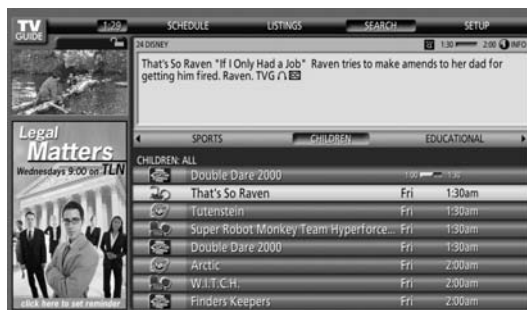 TV
GUIDE
1:29
SCHEDULE LISTINGS SEARCH SETUP
24 DISNEY 1:30 2:00 INFO
That's So Raven "If I Only Had a Job" Raven tries to make amends to her dad for
getting him fired. Raven. TVG
SPORTS CHILDREN EDUCATIONAL
CHILDREN: ALL
Double Dare 2000 1:00 1:30
That's So Raven Fri 1:30am
Tutenstein Fri 1:30am
Super Robot Monkey Team Hyperforce... Fri 1:30am
Double Dare 2000 Fri 1:30am
Arctic Fri 2:00am
W.I.T.C.H. Fri 2:00am
Finders Keepers Fri 2:00am
Legal
Matters
Wednesdays 9:00 on TLN
click here to set reminder